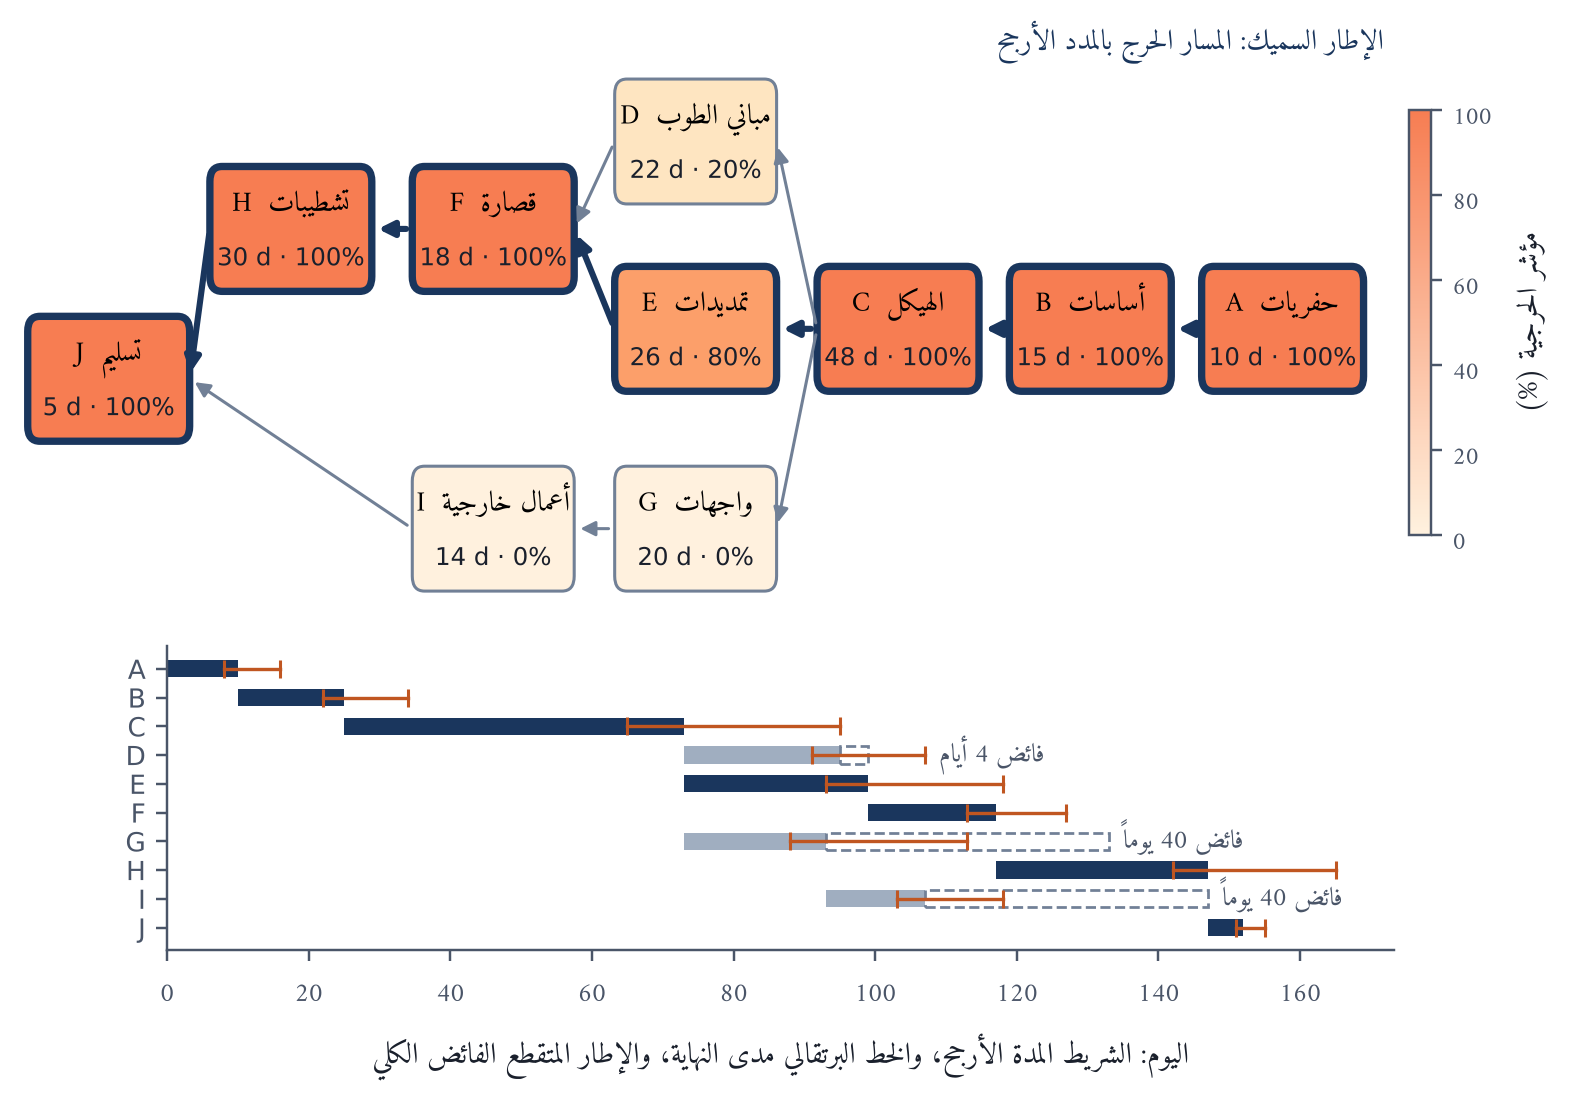 الإطار السميك: المسار الحرج بالمدد الأرجح
A حفريات
10 d · 100%
B أساسات
15 d · 100%
C الهيكل
48 d · 100%
D مباني الطوب
22 d · 20%
E تمديدات
26 d · 80%
F قصارة
18 d · 100%
G واجهات
20 d · 0%
H تشطيبات
30 d · 100%
I أعمال خارجية
14 d · 0%
J تسليم
5 d · 100%
100
80
60
40
20
0
مؤشر الحرجية (%)
A
B
C
D
فائض 4 أيام
E
F
G
فائض 40 يوماً
H
I
فائض 40 يوماً
J
0 20 40 60 80 100 120 140 160
اليوم: الشريط المدة الأرجح، والخط البرتقالي مدى النهاية، والإطار المتقطع الفائض الكلي